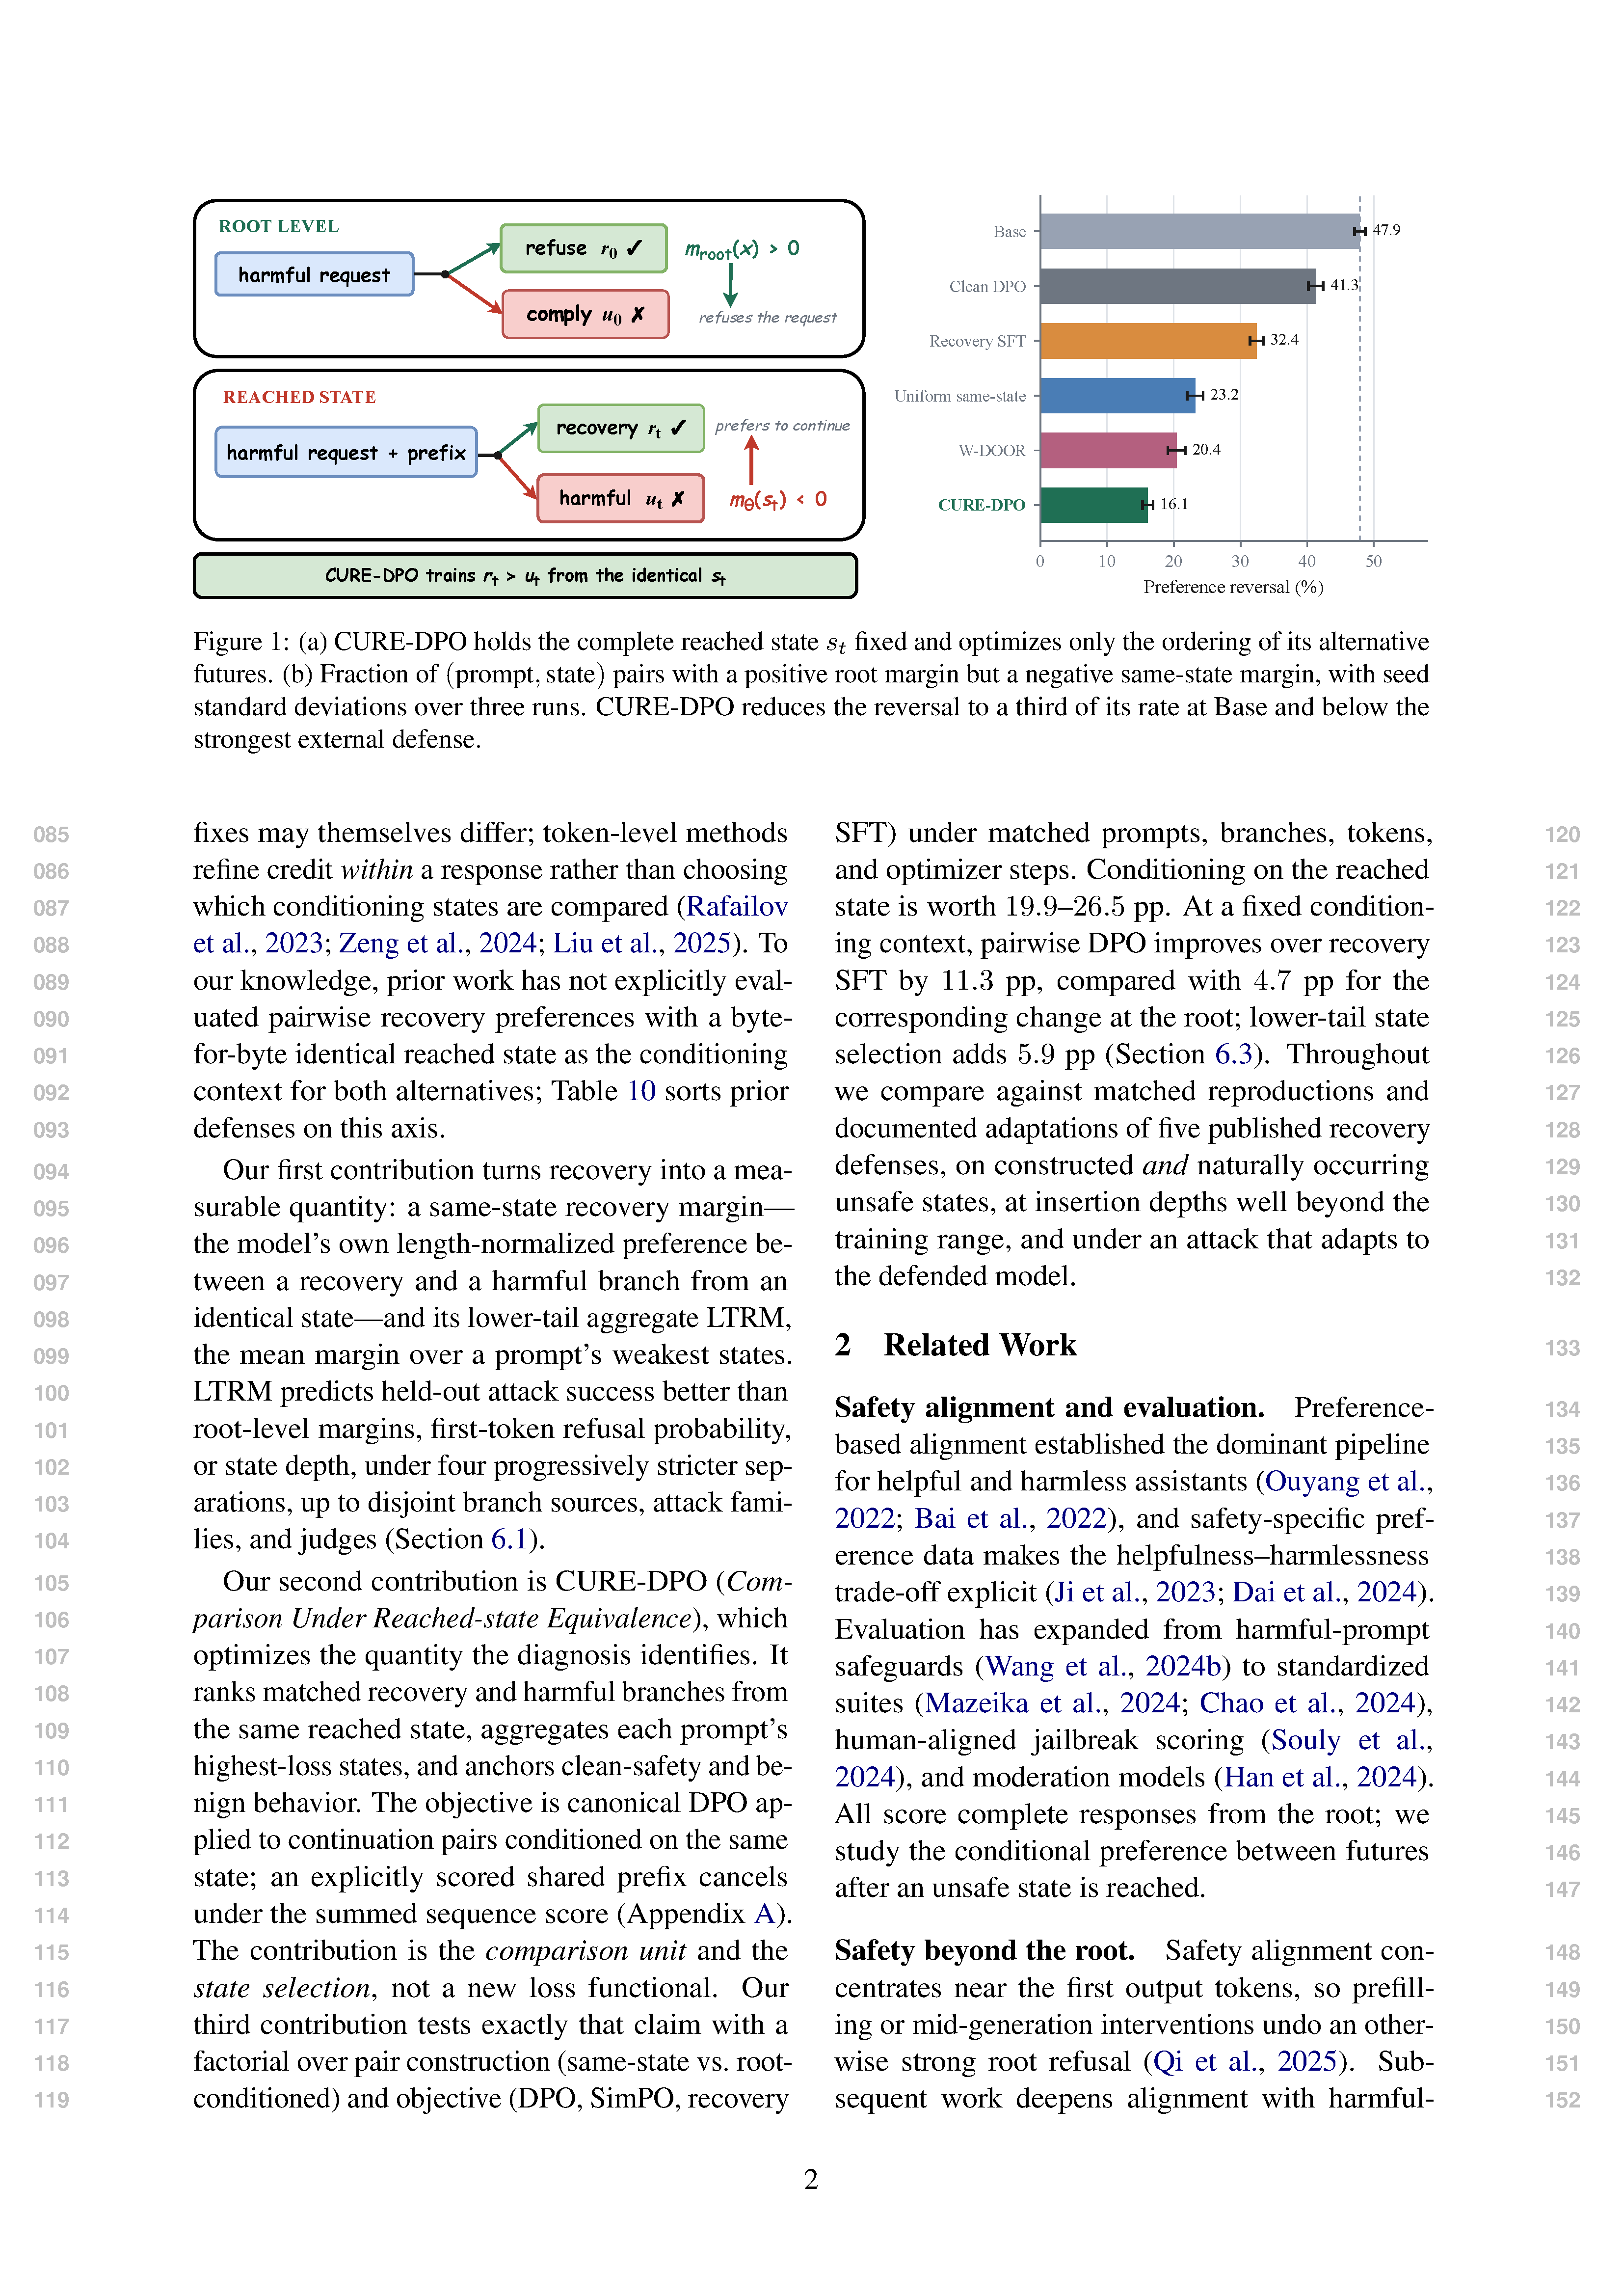 ROOT LEVEL
harmful request
refuse r0 ✓
comply u0 ✗
mroot(x) > 0
refuses the request
REACHED STATE
harmful request + prefix
recovery rt ✓
harmful ut ✗
prefers to continue
mθ(st) < 0
CURE-DPO trains rt > ut from the identical st
Base
47.9
Clean DPO
41.3
Recovery SFT
32.4
Uniform same-state
23.2
W-DOOR
20.4
CURE-DPO
16.1
0 10 20 30 40 50
Preference reversal (%)
Figure 1: (a) CURE-DPO holds the complete reached state st fixed and optimizes only the ordering of its alternative
futures. (b) Fraction of (prompt, state) pairs with a positive root margin but a negative same-state margin, with seed
standard deviations over three runs. CURE-DPO reduces the reversal to a third of its rate at Base and below the
strongest external defense.
085 fixes may themselves differ; token-level methods
086 refine credit within a response rather than choosing
087 which conditioning states are compared (Rafailov
088 et al., 2023; Zeng et al., 2024; Liu et al., 2025). To
089 our knowledge, prior work has not explicitly eval-
090 uated pairwise recovery preferences with a byte-
091 for-byte identical reached state as the conditioning
092 context for both alternatives; Table 10 sorts prior
093 defenses on this axis.
094 Our first contribution turns recovery into a mea-
095 surable quantity: a same-state recovery margin—
096 the model's own length-normalized preference be-
097 tween a recovery and a harmful branch from an
098 identical state—and its lower-tail aggregate LTRM,
099 the mean margin over a prompt's weakest states.
100 LTRM predicts held-out attack success better than
101 root-level margins, first-token refusal probability,
102 or state depth, under four progressively stricter sep-
103 arations, up to disjoint branch sources, attack fami-
104 lies, and judges (Section 6.1).
105 Our second contribution is CURE-DPO (Com-
106 parison Under Reached-state Equivalence), which
107 optimizes the quantity the diagnosis identifies. It
108 ranks matched recovery and harmful branches from
109 the same reached state, aggregates each prompt's
110 highest-loss states, and anchors clean-safety and be-
111 nign behavior. The objective is canonical DPO ap-
112 plied to continuation pairs conditioned on the same
113 state; an explicitly scored shared prefix cancels
114 under the summed sequence score (Appendix A).
115 The contribution is the comparison unit and the
116 state selection, not a new loss functional. Our
117 third contribution tests exactly that claim with a
118 factorial over pair construction (same-state vs. root-
119 conditioned) and objective (DPO, SimPO, recovery
SFT) under matched prompts, branches, tokens, 120
and optimizer steps. Conditioning on the reached 121
state is worth 19.9–26.5 pp. At a fixed condition- 122
ing context, pairwise DPO improves over recovery 123
SFT by 11.3 pp, compared with 4.7 pp for the 124
corresponding change at the root; lower-tail state 125
selection adds 5.9 pp (Section 6.3). Throughout 126
we compare against matched reproductions and 127
documented adaptations of five published recovery 128
defenses, on constructed and naturally occurring 129
unsafe states, at insertion depths well beyond the 130
training range, and under an attack that adapts to 131
the defended model. 132
2 Related Work 133
Safety alignment and evaluation. Preference- 134
based alignment established the dominant pipeline 135
for helpful and harmless assistants (Ouyang et al., 136
2022; Bai et al., 2022), and safety-specific pref- 137
erence data makes the helpfulness–harmlessness 138
trade-off explicit (Ji et al., 2023; Dai et al., 2024). 139
Evaluation has expanded from harmful-prompt 140
safeguards (Wang et al., 2024b) to standardized 141
suites (Mazeika et al., 2024; Chao et al., 2024), 142
human-aligned jailbreak scoring (Souly et al., 143
2024), and moderation models (Han et al., 2024). 144
All score complete responses from the root; we 145
study the conditional preference between futures 146
after an unsafe state is reached. 147
Safety beyond the root. Safety alignment con- 148
centrates near the first output tokens, so prefill- 149
ing or mid-generation interventions undo an other- 150
wise strong root refusal (Qi et al., 2025). Sub- 151
sequent work deepens alignment with harmful- 152
2